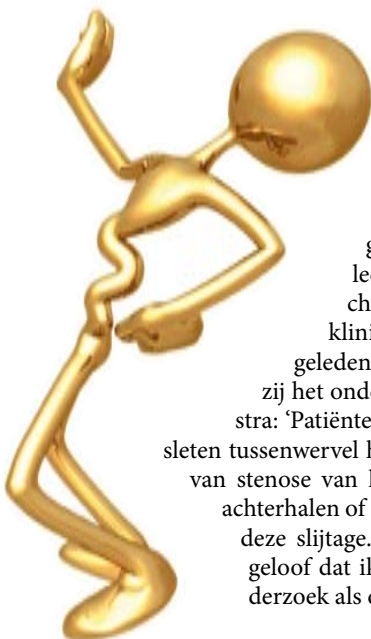 g
lee
ch
klini
geleden
zij het onde
stra: ‘Patiënte
sleten tussenwervel h
van stenose van
achterhalen of
deze slijtage.
geloof dat ik
derzoek als